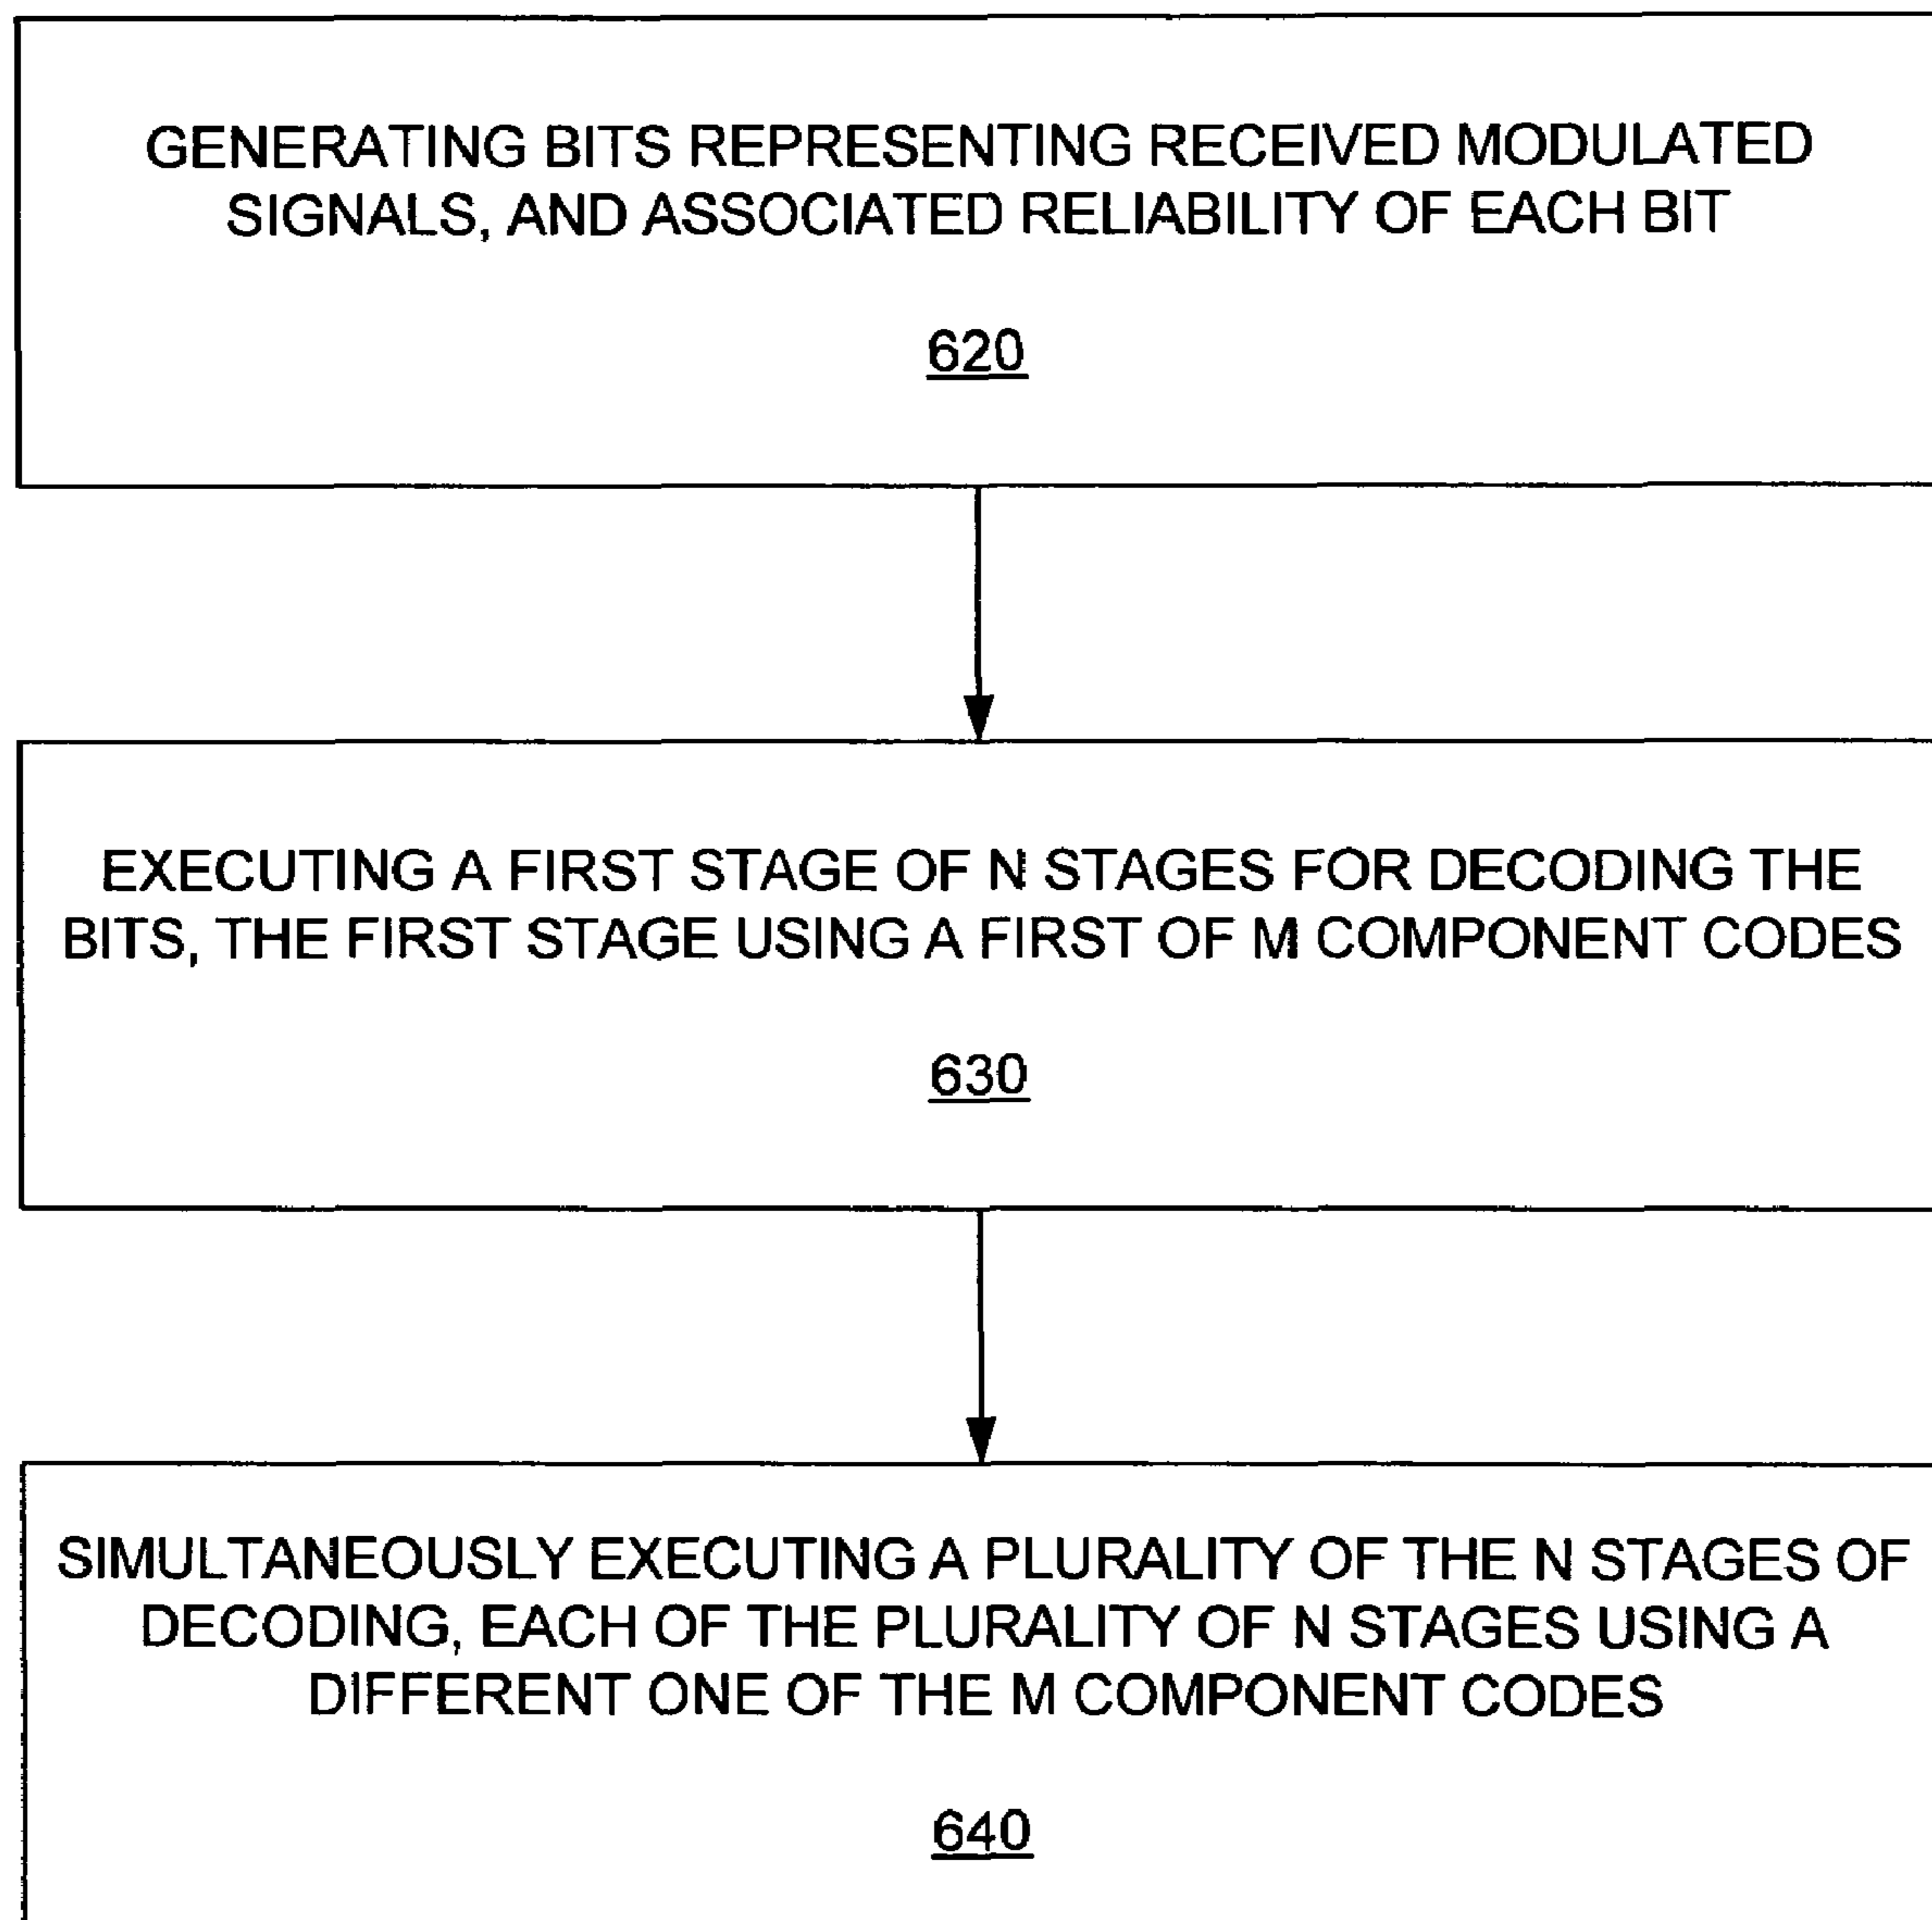 GENERATING BITS REPRESENTING RECEIVED MODULATED
SIGNALS, AND ASSOCIATED RELIABILITY OF EACH BIT
620
EXECUTING A FIRST STAGE OF N STAGES FOR DECODING THE
BITS, THE FIRST STAGE USING A FIRST OF M COMPONENT CODES
630
SIMULTANEOUSLY EXECUTING A PLURALITY OF THE N STAGES OF
DECODING, EACH OF THE PLURALITY OF N STAGES USING A
DIFFERENT ONE OF THE M COMPONENT CODES
640